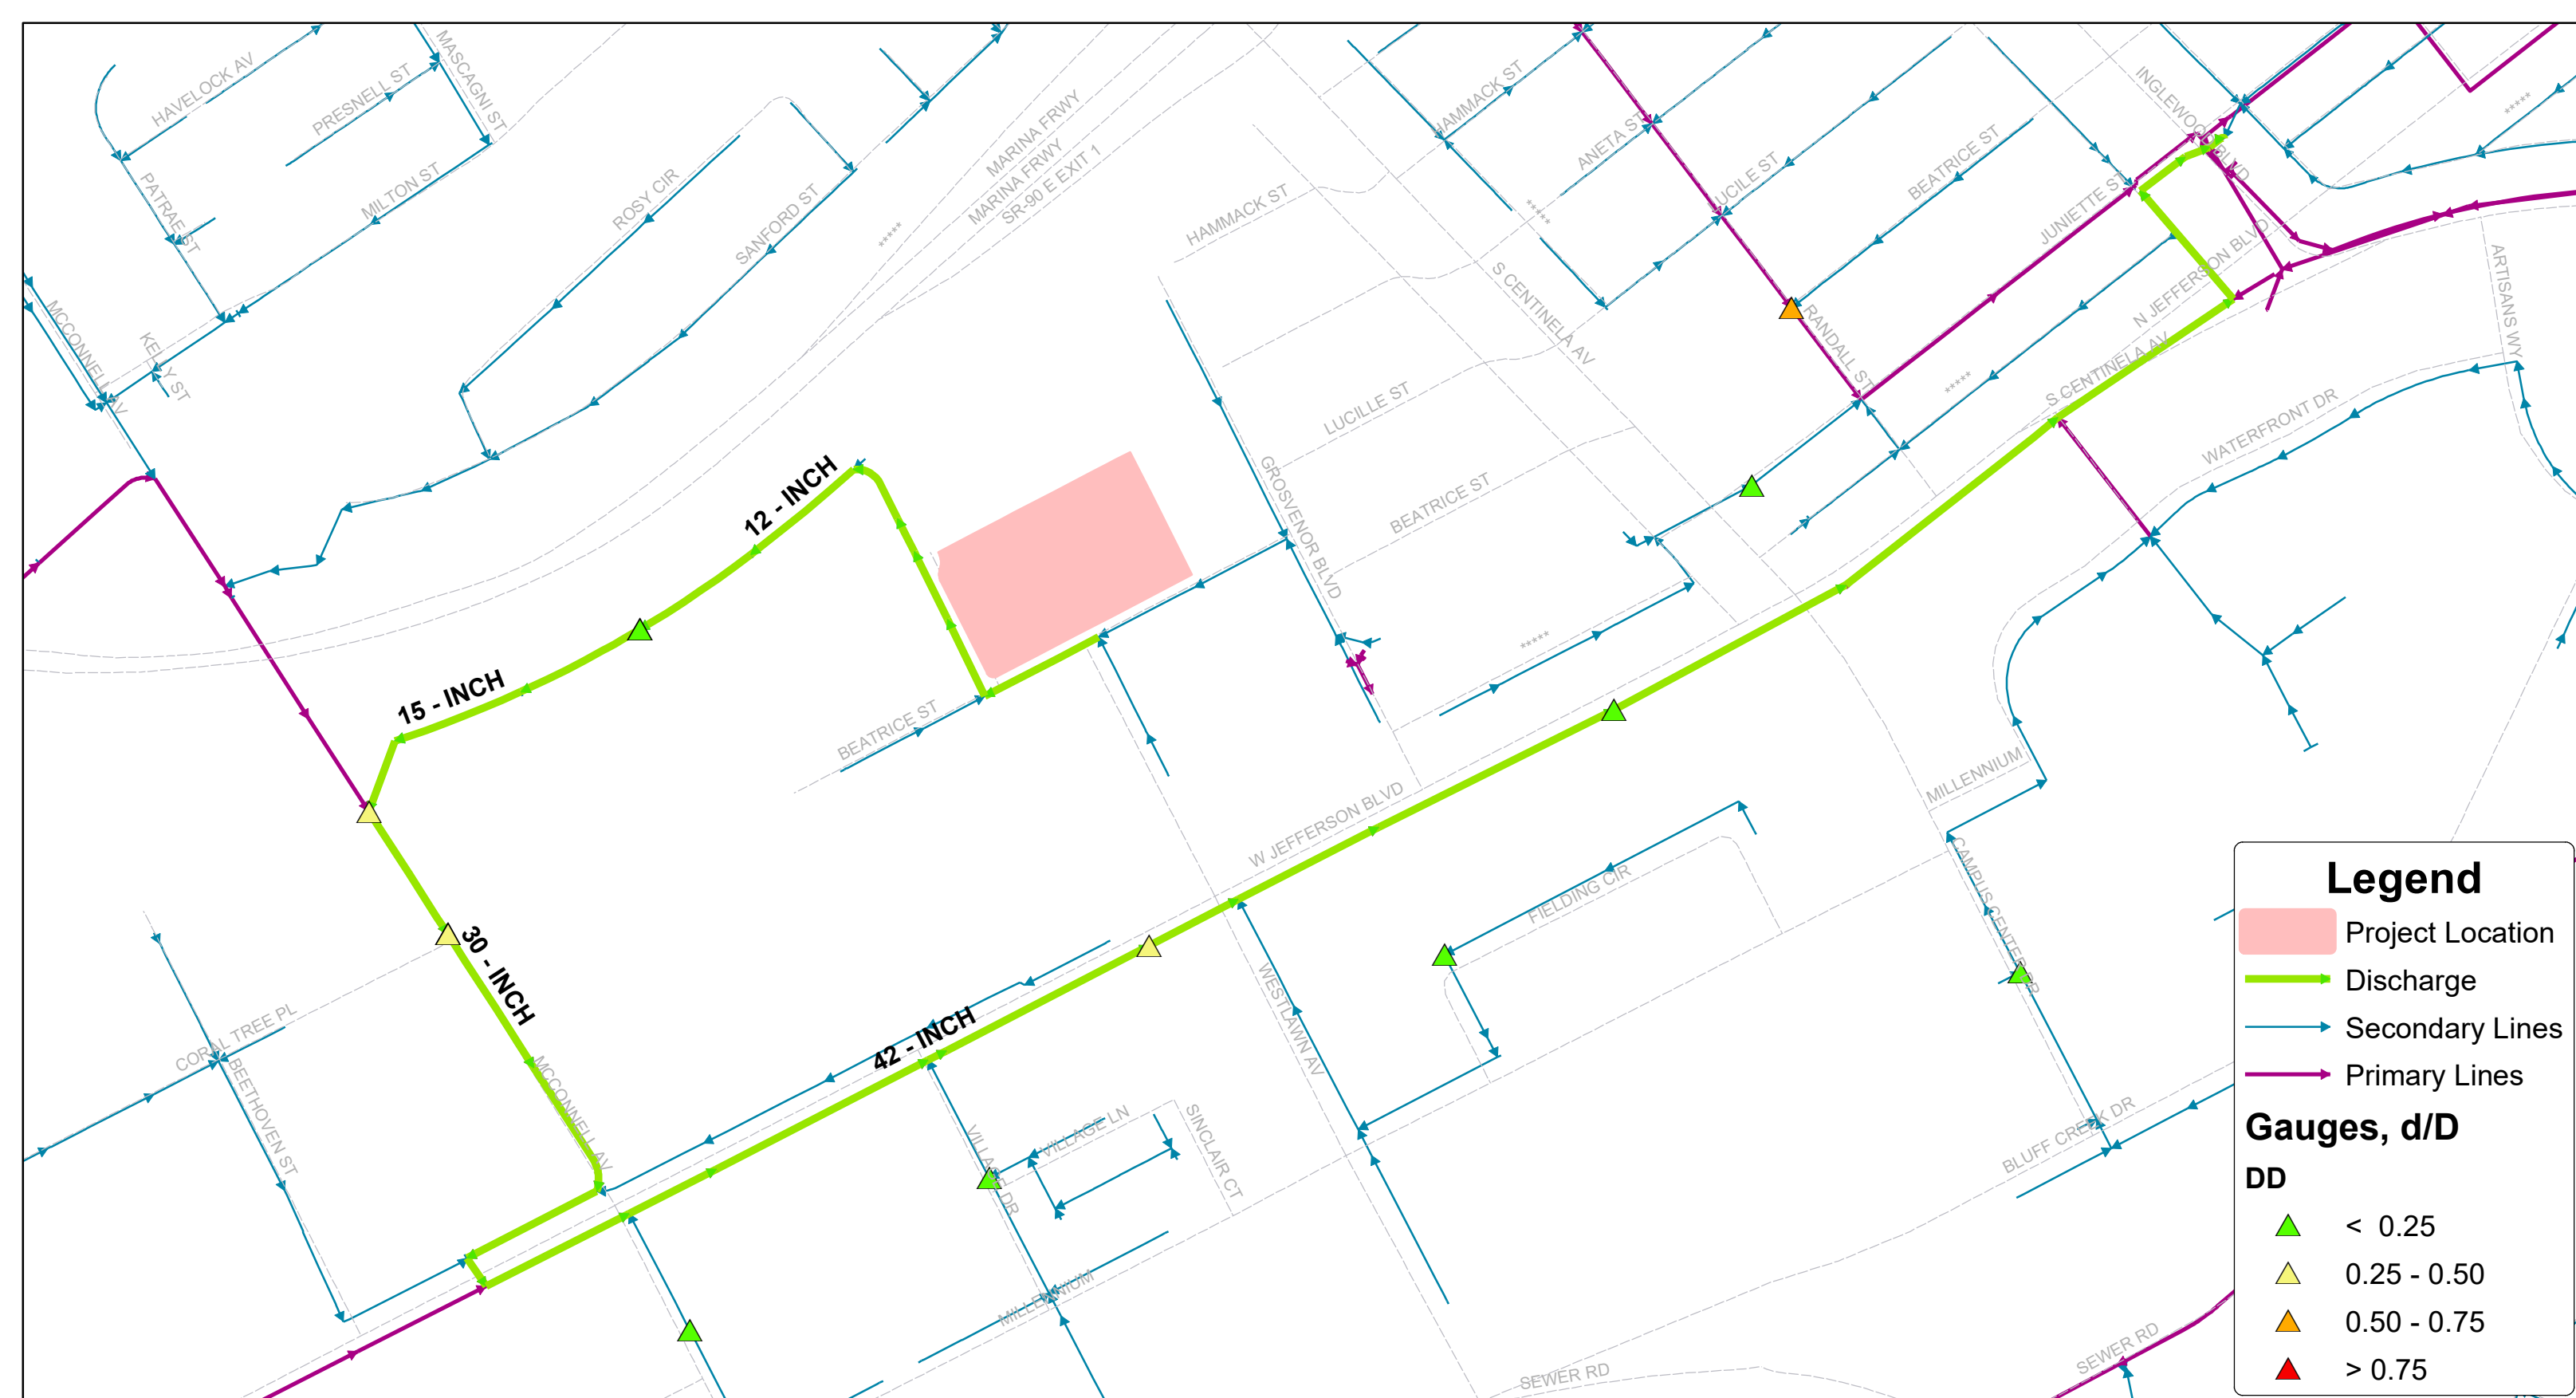 HAVELOCK AV
MASCAGNI ST
PRESNELL ST
PATRAE ST
MILTON ST
ROSY CIR
SANFORD ST
*****
MARINA FRWY
MARINA FRWY
SR-90 E EXIT 1
HAMMACK ST
HAMMACK ST
ANETA ST
*****
LUCILE ST
BEATRICE ST
INGLEWOOD BLVD
*****
JUNIETTE ST
N JEFFERSON BLVD
S CENTINELA AV
S CENTINELA AV
ARTISANS WY
MCCONNELL AV
KELLY ST
RANDALL ST
*****
WATERFRONT DR
LUCILLE ST
GROSVENOR BLVD
BEATRICE ST
12 - INCH
15 - INCH
BEATRICE ST
*****
W JEFFERSON BLVD
MILLENNIUM
FIELDING CIR
CAMPUS CENTER DR
30 - INCH
42 - INCH
WESTLAWN AV
CORAL TREE PL
BEETHOVEN ST
MCCONNELL AV
VILLAGE LN
VILLAGE DR
SINCLAIR CT
MILLENNIUM
BLUFF CREEK DR
SEWER RD
SEWER RD
Legend
Project Location
Discharge
Secondary Lines
Primary Lines
Gauges, d/D
DD
< 0.25
0.25 - 0.50
0.50 - 0.75
> 0.75